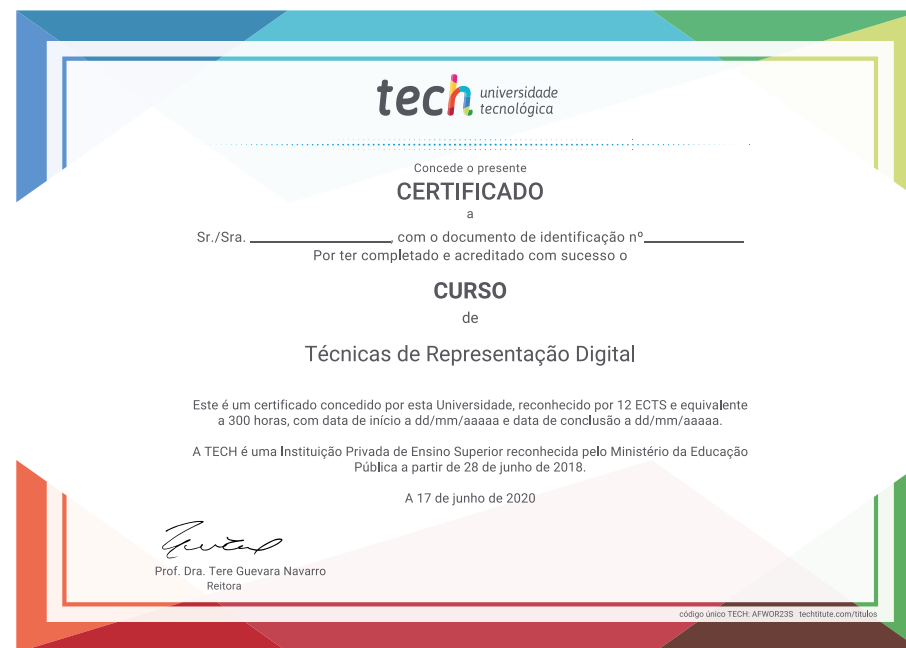 tech universidade
tecnológica
Concede o presente
CERTIFICADO
a
Sr./Sra. ____________, com o documento de identificação nº__________
Por ter completado e acreditado com sucesso o
CURSO
de
Técnicas de Representação Digital
Este é um certificado concedido por esta Universidade, reconhecido por 12 ECTS e equivalente
a 300 horas, com data de início a dd/mm/aaaaa e data de conclusão a dd/mm/aaaaa.
A TECH é uma Instituição Privada de Ensino Superior reconhecida pelo Ministério da Educação
Pública a partir de 28 de junho de 2018.
A 17 de junho de 2020
Prof. Dra. Tere Guevara Navarro
Reitora
código único TECH: AFWOR23S techtitute.com/titulos